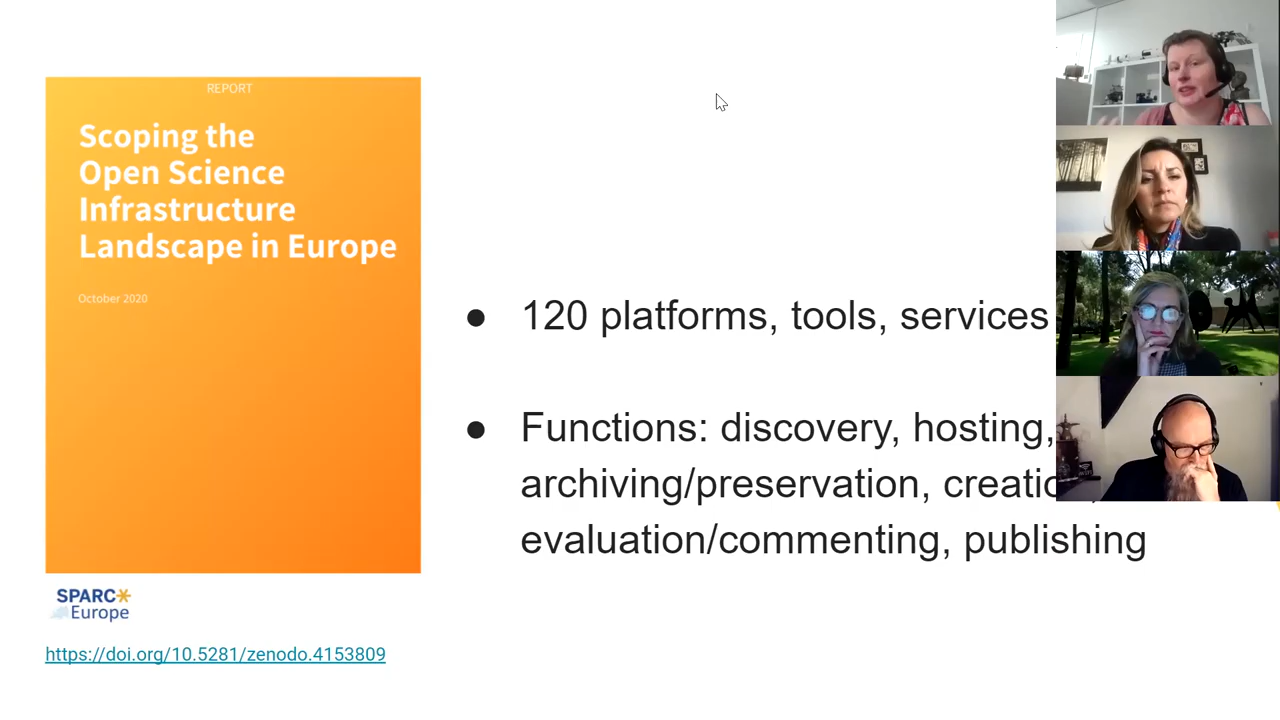 REPORT
Scoping the
Open Science
Infrastructure
Landscape in Europe
October 2020
SPARC
Europe
https://doi.org/10.5281/zenodo.4153809
● 120 platforms, tools, services
● Functions: discovery, hosting,
archiving/preservation,
evaluation/commenting, publishing